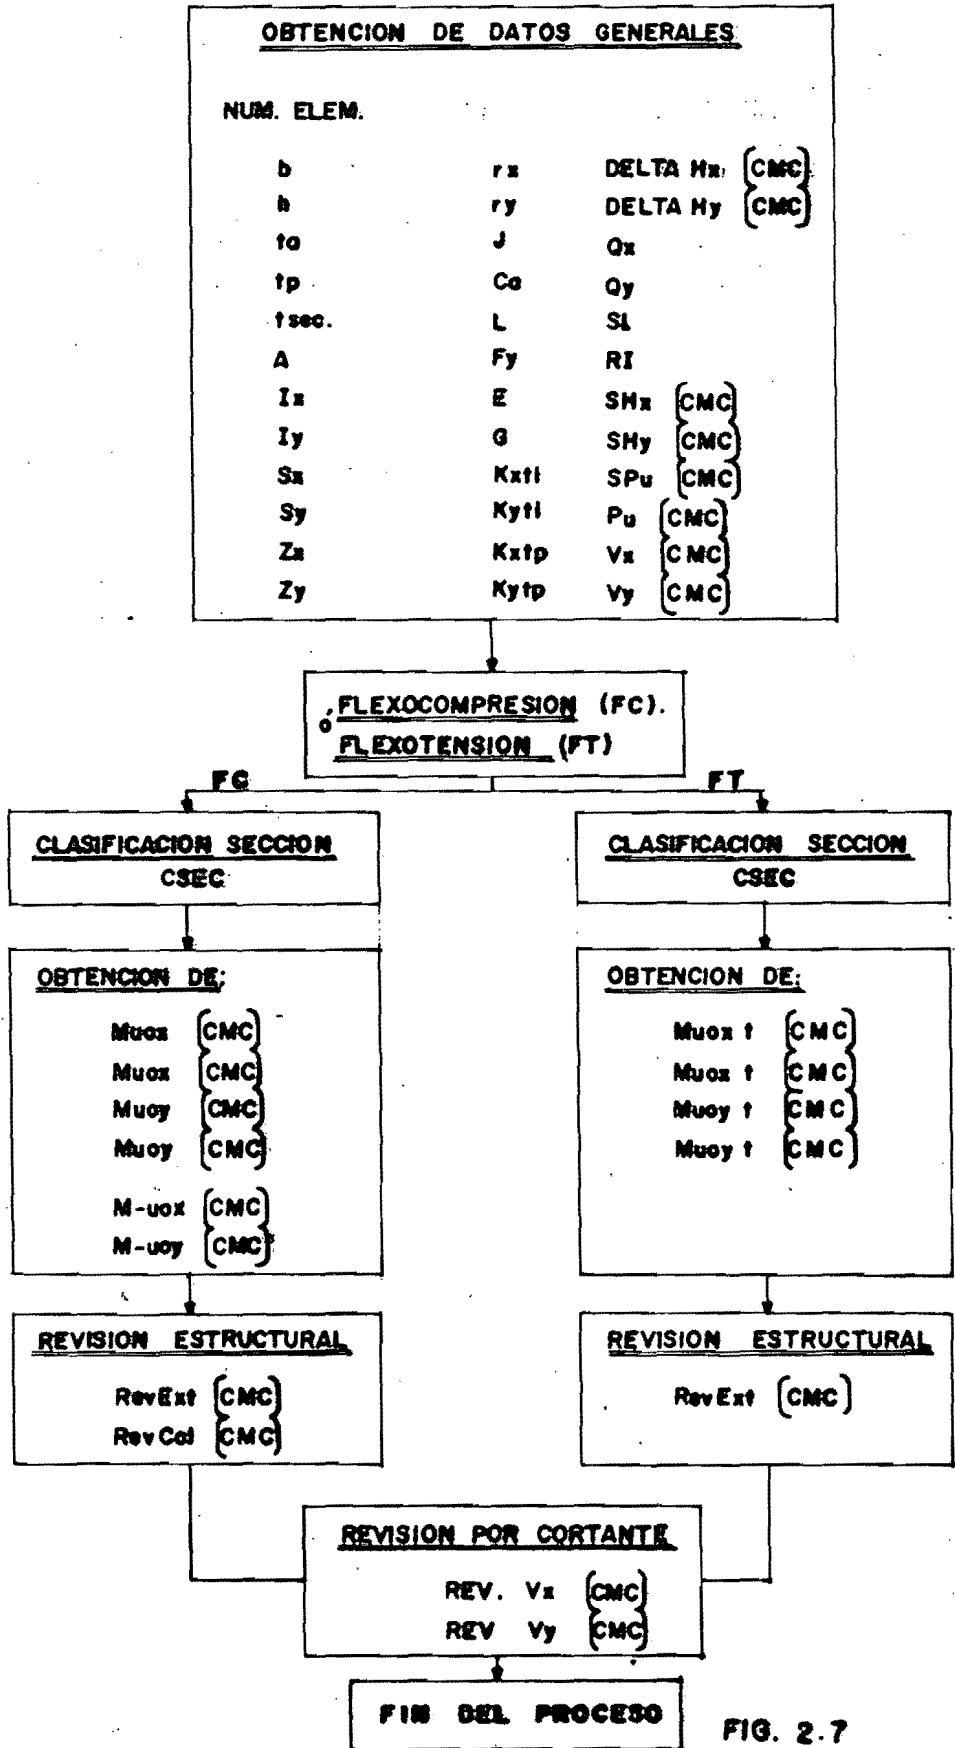 OBTENCION DE DATOS GENERALES
NUM. ELEM.
b rx DELTA Hx [CMC]
h ry DELTA Hy [CMC]
ta J Qx
tp Ca Qy
tsec. L SL
A Fy RI
Ix E SHx [CMC]
Iy G SHy [CMC]
Sx Kxti SPu [CMC]
Sy Kyti Pu [CMC]
Zx Kxtp Vx [CMC]
Zy Kytp Vy [CMC]
FLEXOCOMPRESION (FC).
ó
FLEXOTENSION (FT)
FC FT
CLASIFICACION SECCION
CSEC
CLASIFICACION SECCION
CSEC
OBTENCION DE;
Muox [CMC]
Muox [CMC]
Muoy [CMC]
Muoy [CMC]
M-uox [CMC]
M-uoy [CMC]
OBTENCION DE:
Muox t [CMC]
Muox t [CMC]
Muoy t [CMC]
Muoy t [CMC]
REVISION ESTRUCTURAL
RevExt [CMC]
RevCol [CMC]
REVISION ESTRUCTURAL
RevExt [CMC]
REVISION POR CORTANTE
REV. Vx [CMC]
REV Vy [CMC]
FIN DEL PROCESO
FIG. 2.7